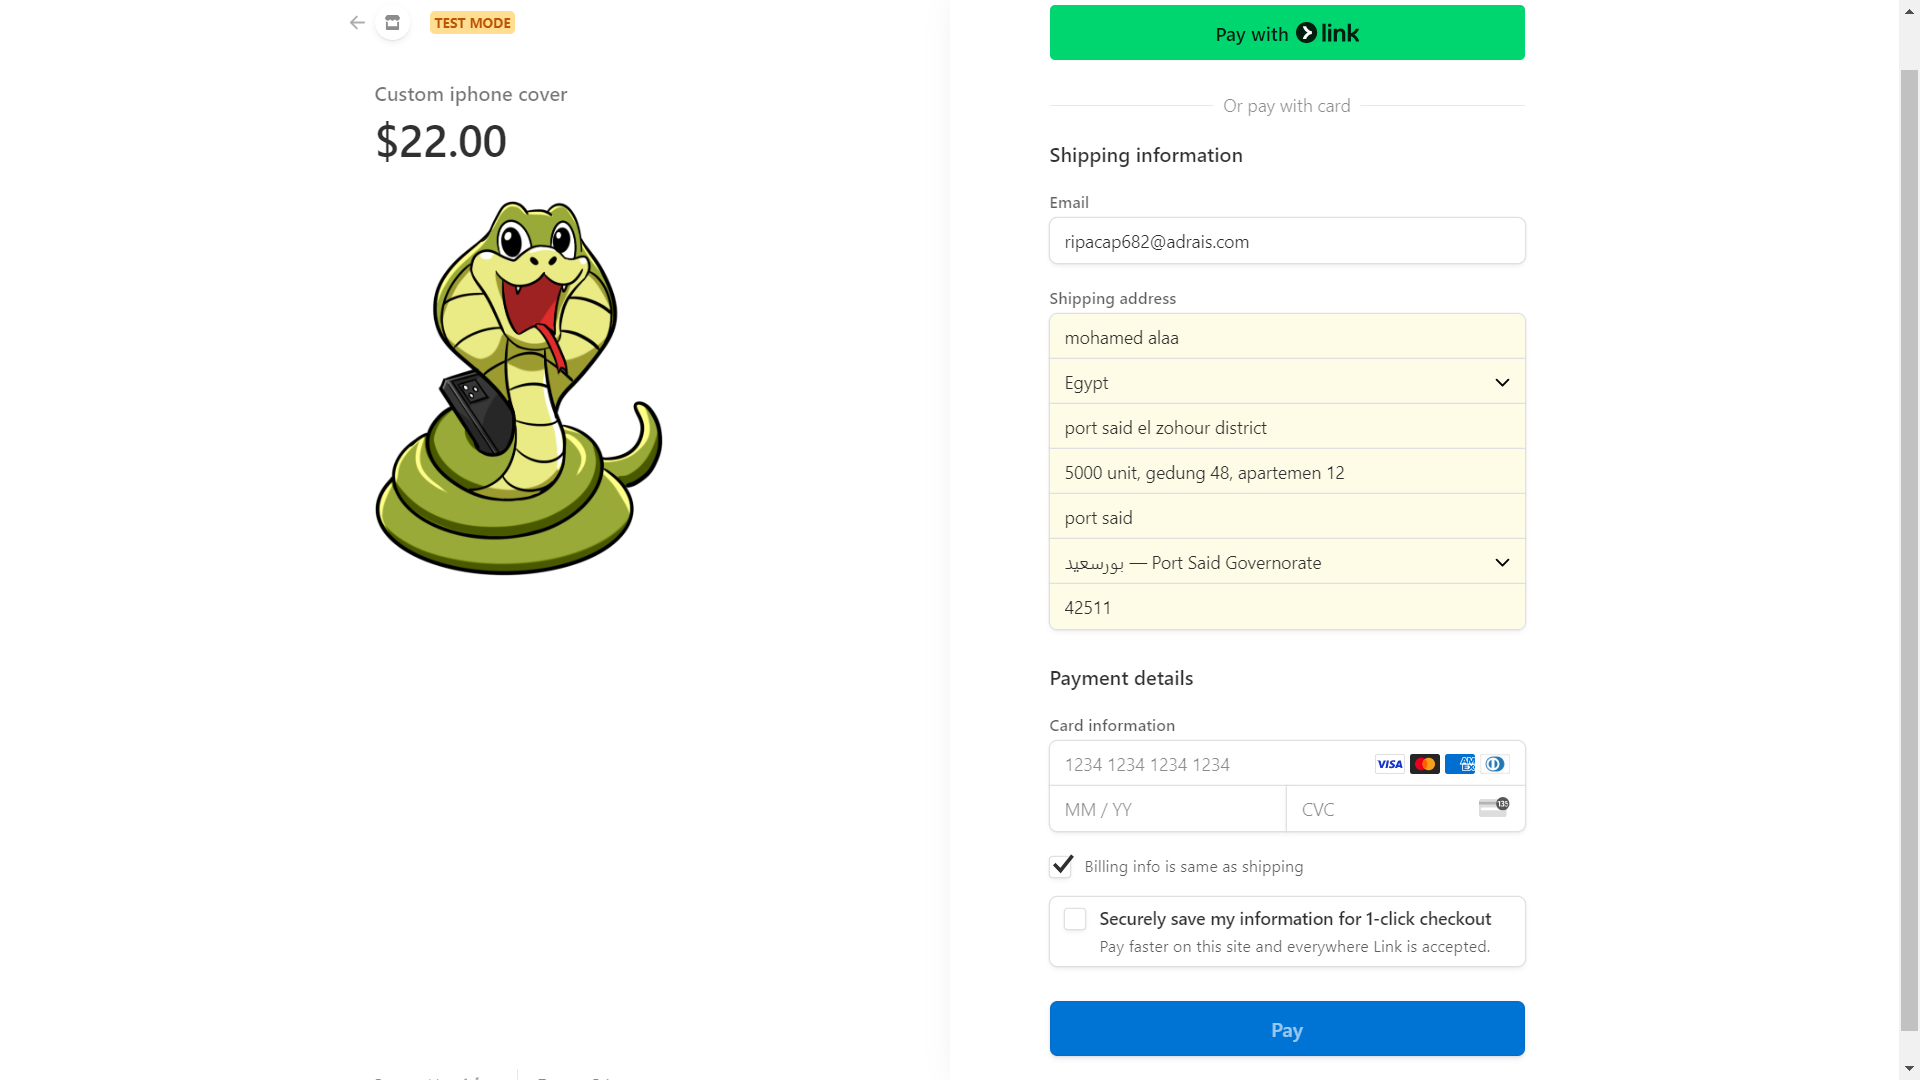 TEST MODE
Custom iphone cover
$22.00
Pay with link
Or pay with card
Shipping information
Email
ripacap682@adrais.com
Shipping address
mohamed alaa
Egypt
port said el zohour district
5000 unit, gedung 48, apartemen 12
port said
بورسعيد — Port Said Governorate
42511
Payment details
Card information
1234 1234 1234 1234
VISA
AM EX
MM / YY
CVC
135
Billing info is same as shipping
Securely save my information for 1-click checkout
Pay faster on this site and everywhere Link is accepted.
Pay